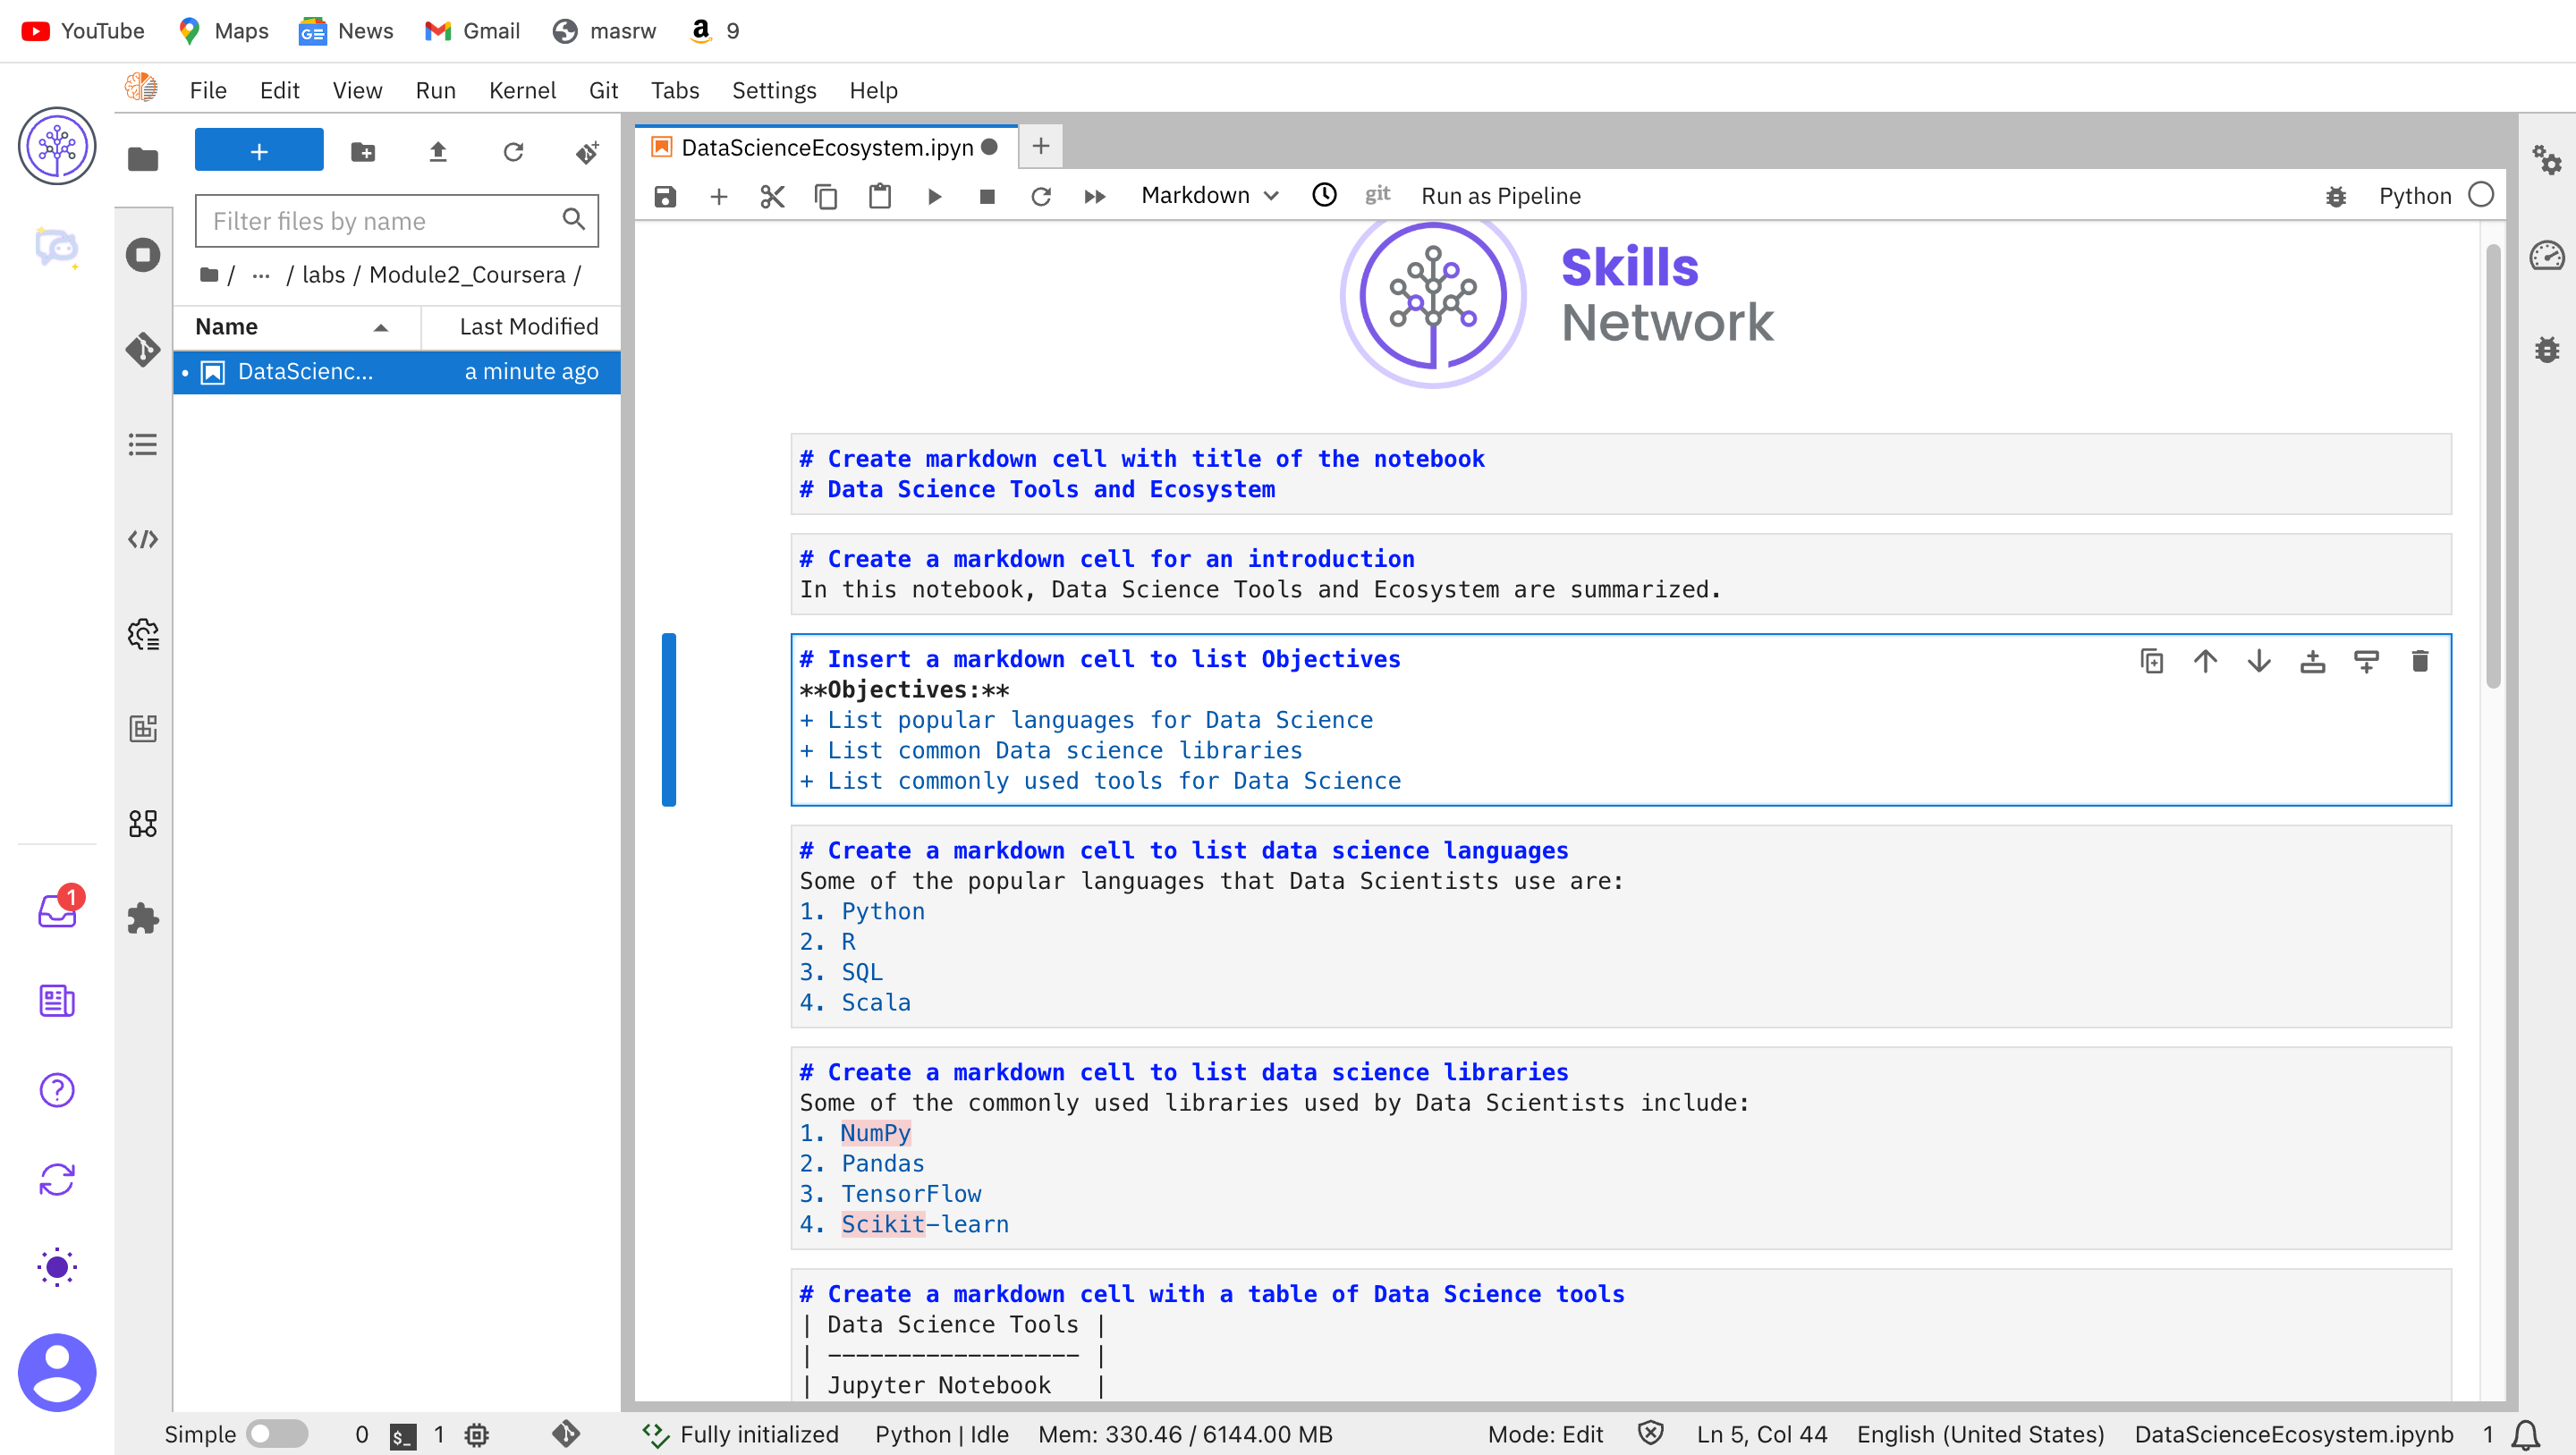 YouTube Maps News Gmail masrw 9
File Edit View Run Kernel Git Tabs Settings Help
+
Filter files by name
/ ... / labs / Module2_Coursera /
Name Last Modified
• DataScienc... a minute ago
DataScienceEcosystem.ipyn
Markdown git Run as Pipeline Python
Skills
Network
# Create markdown cell with title of the notebook
# Data Science Tools and Ecosystem
# Create a markdown cell for an introduction
In this notebook, Data Science Tools and Ecosystem are summarized.
# Insert a markdown cell to list Objectives
**Objectives:**
+ List popular languages for Data Science
+ List common Data science libraries
+ List commonly used tools for Data Science
# Create a markdown cell to list data science languages
Some of the popular languages that Data Scientists use are:
1. Python
2. R
3. SQL
4. Scala
# Create a markdown cell to list data science libraries
Some of the commonly used libraries used by Data Scientists include:
1. NumPy
2. Pandas
3. TensorFlow
4. Scikit-learn
# Create a markdown cell with a table of Data Science tools
| Data Science Tools |
| ------------------ |
| Jupyter Notebook   |
1
Simple 0 $_ 1 Fully initialized Python | Idle Mem: 330.46 / 6144.00 MB Mode: Edit Ln 5, Col 44 English (United States) DataScienceEcosystem.ipynb 1